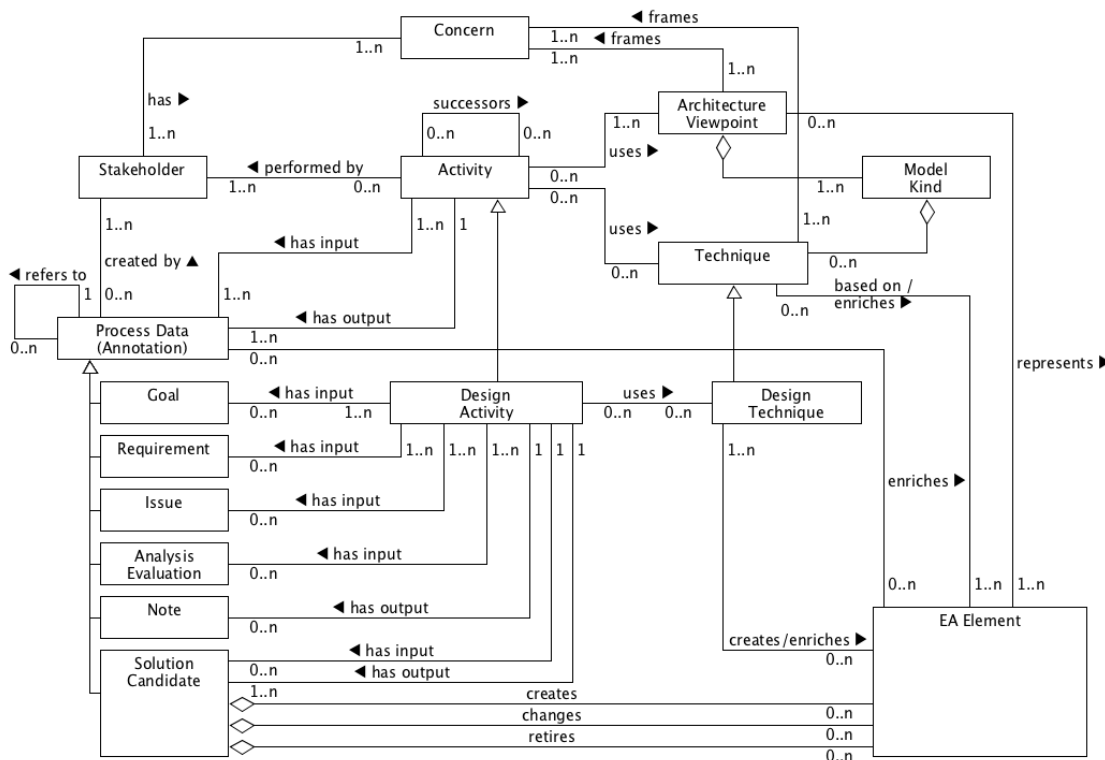 ◀ frames
Concern
1..n
1..n
◀ frames
1..n
1..n
has ▶
successors ▶
Architecture
Viewpoint
0..n
0..n
1..n
0..n
1..n
uses ▶
Stakeholder
◀ performed by
Activity
Model
Kind
1..n
0..n
0..n
0..n
1..n
1..n
1..n
1
1..n
◀ has input
uses ▶
Technique
◀ refers to
created by ▲
0..n
0..n
1
0..n
1..n
based on /
enriches ▶
0..n
◀ has output
Process Data
(Annotation)
1..n
0..n
0..n
represents ▶
Goal
◀ has input
Design
Activity
uses ▶
Design
Technique
0..n
1..n
0..n
0..n
Requirement
◀ has input
1..n
1..n
1..n
1
1
1
1..n
0..n
enriches ▶
Issue
◀ has input
0..n
Analysis
Evaluation
◀ has input
0..n
0..n
1..n
1..n
Note
◀ has output
0..n
EA Element
creates/enriches ▶
◀ has input
Solution
Candidate
0..n
0..n
◀ has output
1..n
creates
0..n
changes
0..n
retires
0..n